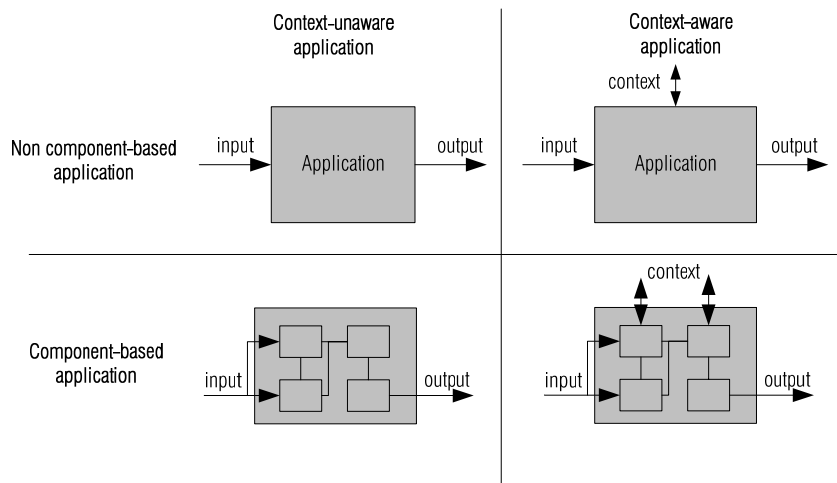 Context-unaware
application
Context-aware
application
context
Non component-based
application
input
Application
output
input
Application
output
context
Component-based
application
input
output
input
output